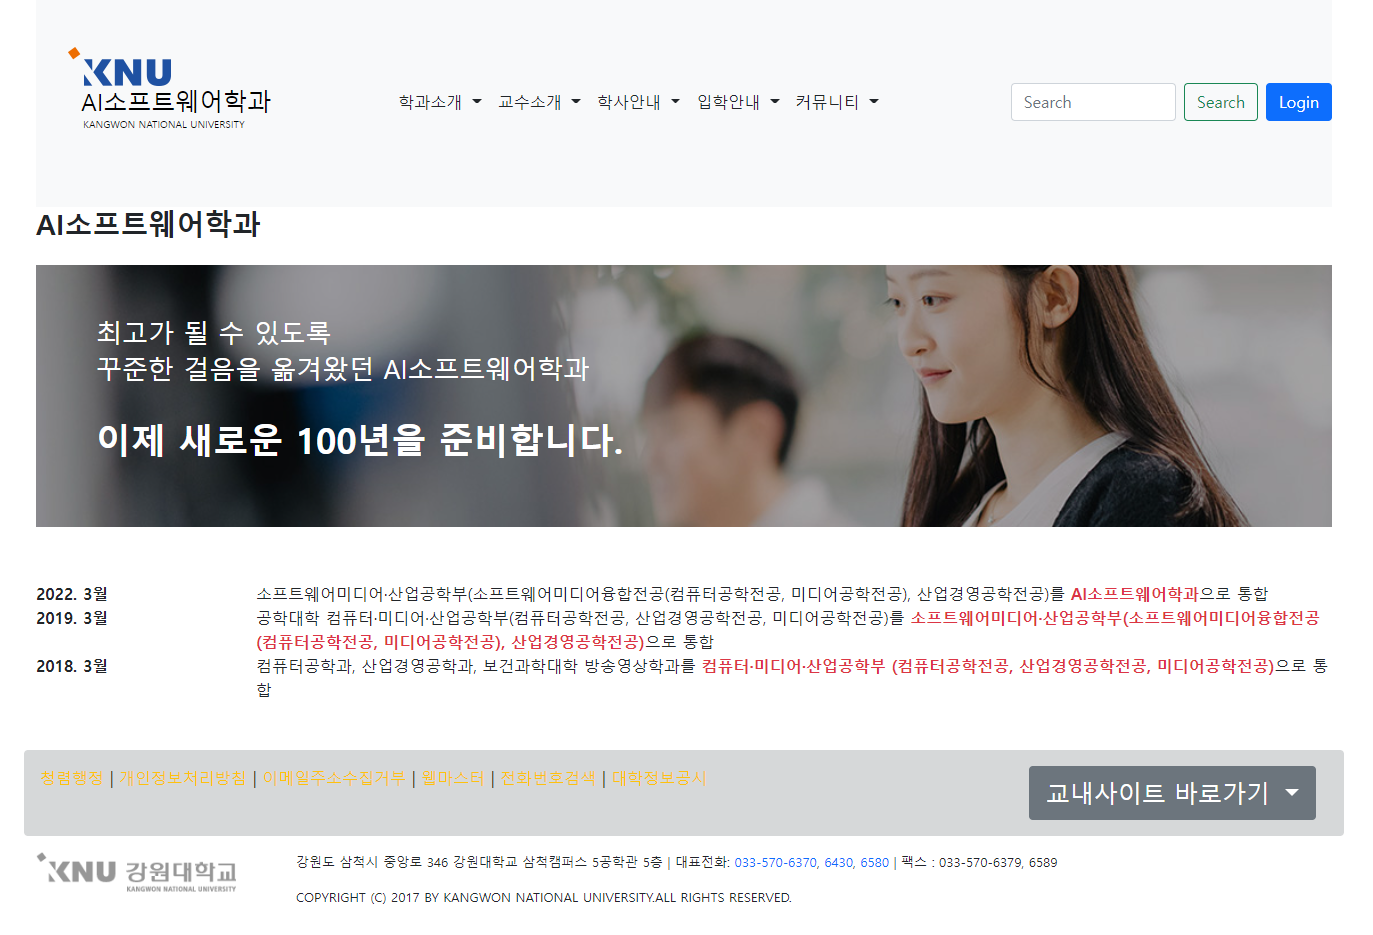 KNU
AI소프트웨어학과
KANGWON NATIONAL UNIVERSITY
학과소개 교수소개 학사안내 입학안내 커뮤니티
Search Search Login
AI소프트웨어학과
최고가 될 수 있도록
꾸준한 걸음을 옮겨왔던 AI소프트웨어학과
이제 새로운 100년을 준비합니다.
2022. 3월 소프트웨어미디어·산업공학부(소프트웨어미디어융합전공(컴퓨터공학전공, 미디어공학전공), 산업경영공학전공)를 AI소프트웨어학과으로 통합
2019. 3월 공학대학 컴퓨터·미디어·산업공학부(컴퓨터공학전공, 산업경영공학전공, 미디어공학전공)를 소프트웨어미디어·산업공학부(소프트웨어미디어융합전공
(컴퓨터공학전공, 미디어공학전공), 산업경영공학전공)으로 통합
2018. 3월 컴퓨터공학과, 산업경영공학과, 보건과학대학 방송영상학과를 컴퓨터·미디어·산업공학부 (컴퓨터공학전공, 산업경영공학전공, 미디어공학전공)으로 통
합
청렴행정 | 개인정보처리방침 | 이메일주소수집거부 | 웹마스터 | 전화번호검색 | 대학정보공시
교내사이트 바로가기
KNU 강원대학교
KANGWON NATIONAL UNIVERSITY
강원도 삼척시 중앙로 346 강원대학교 삼척캠퍼스 5공학관 5층 | 대표전화: 033-570-6370, 6430, 6580 | 팩스 : 033-570-6379, 6589
COPYRIGHT (C) 2017 BY KANGWON NATIONAL UNIVERSITY.ALL RIGHTS RESERVED.